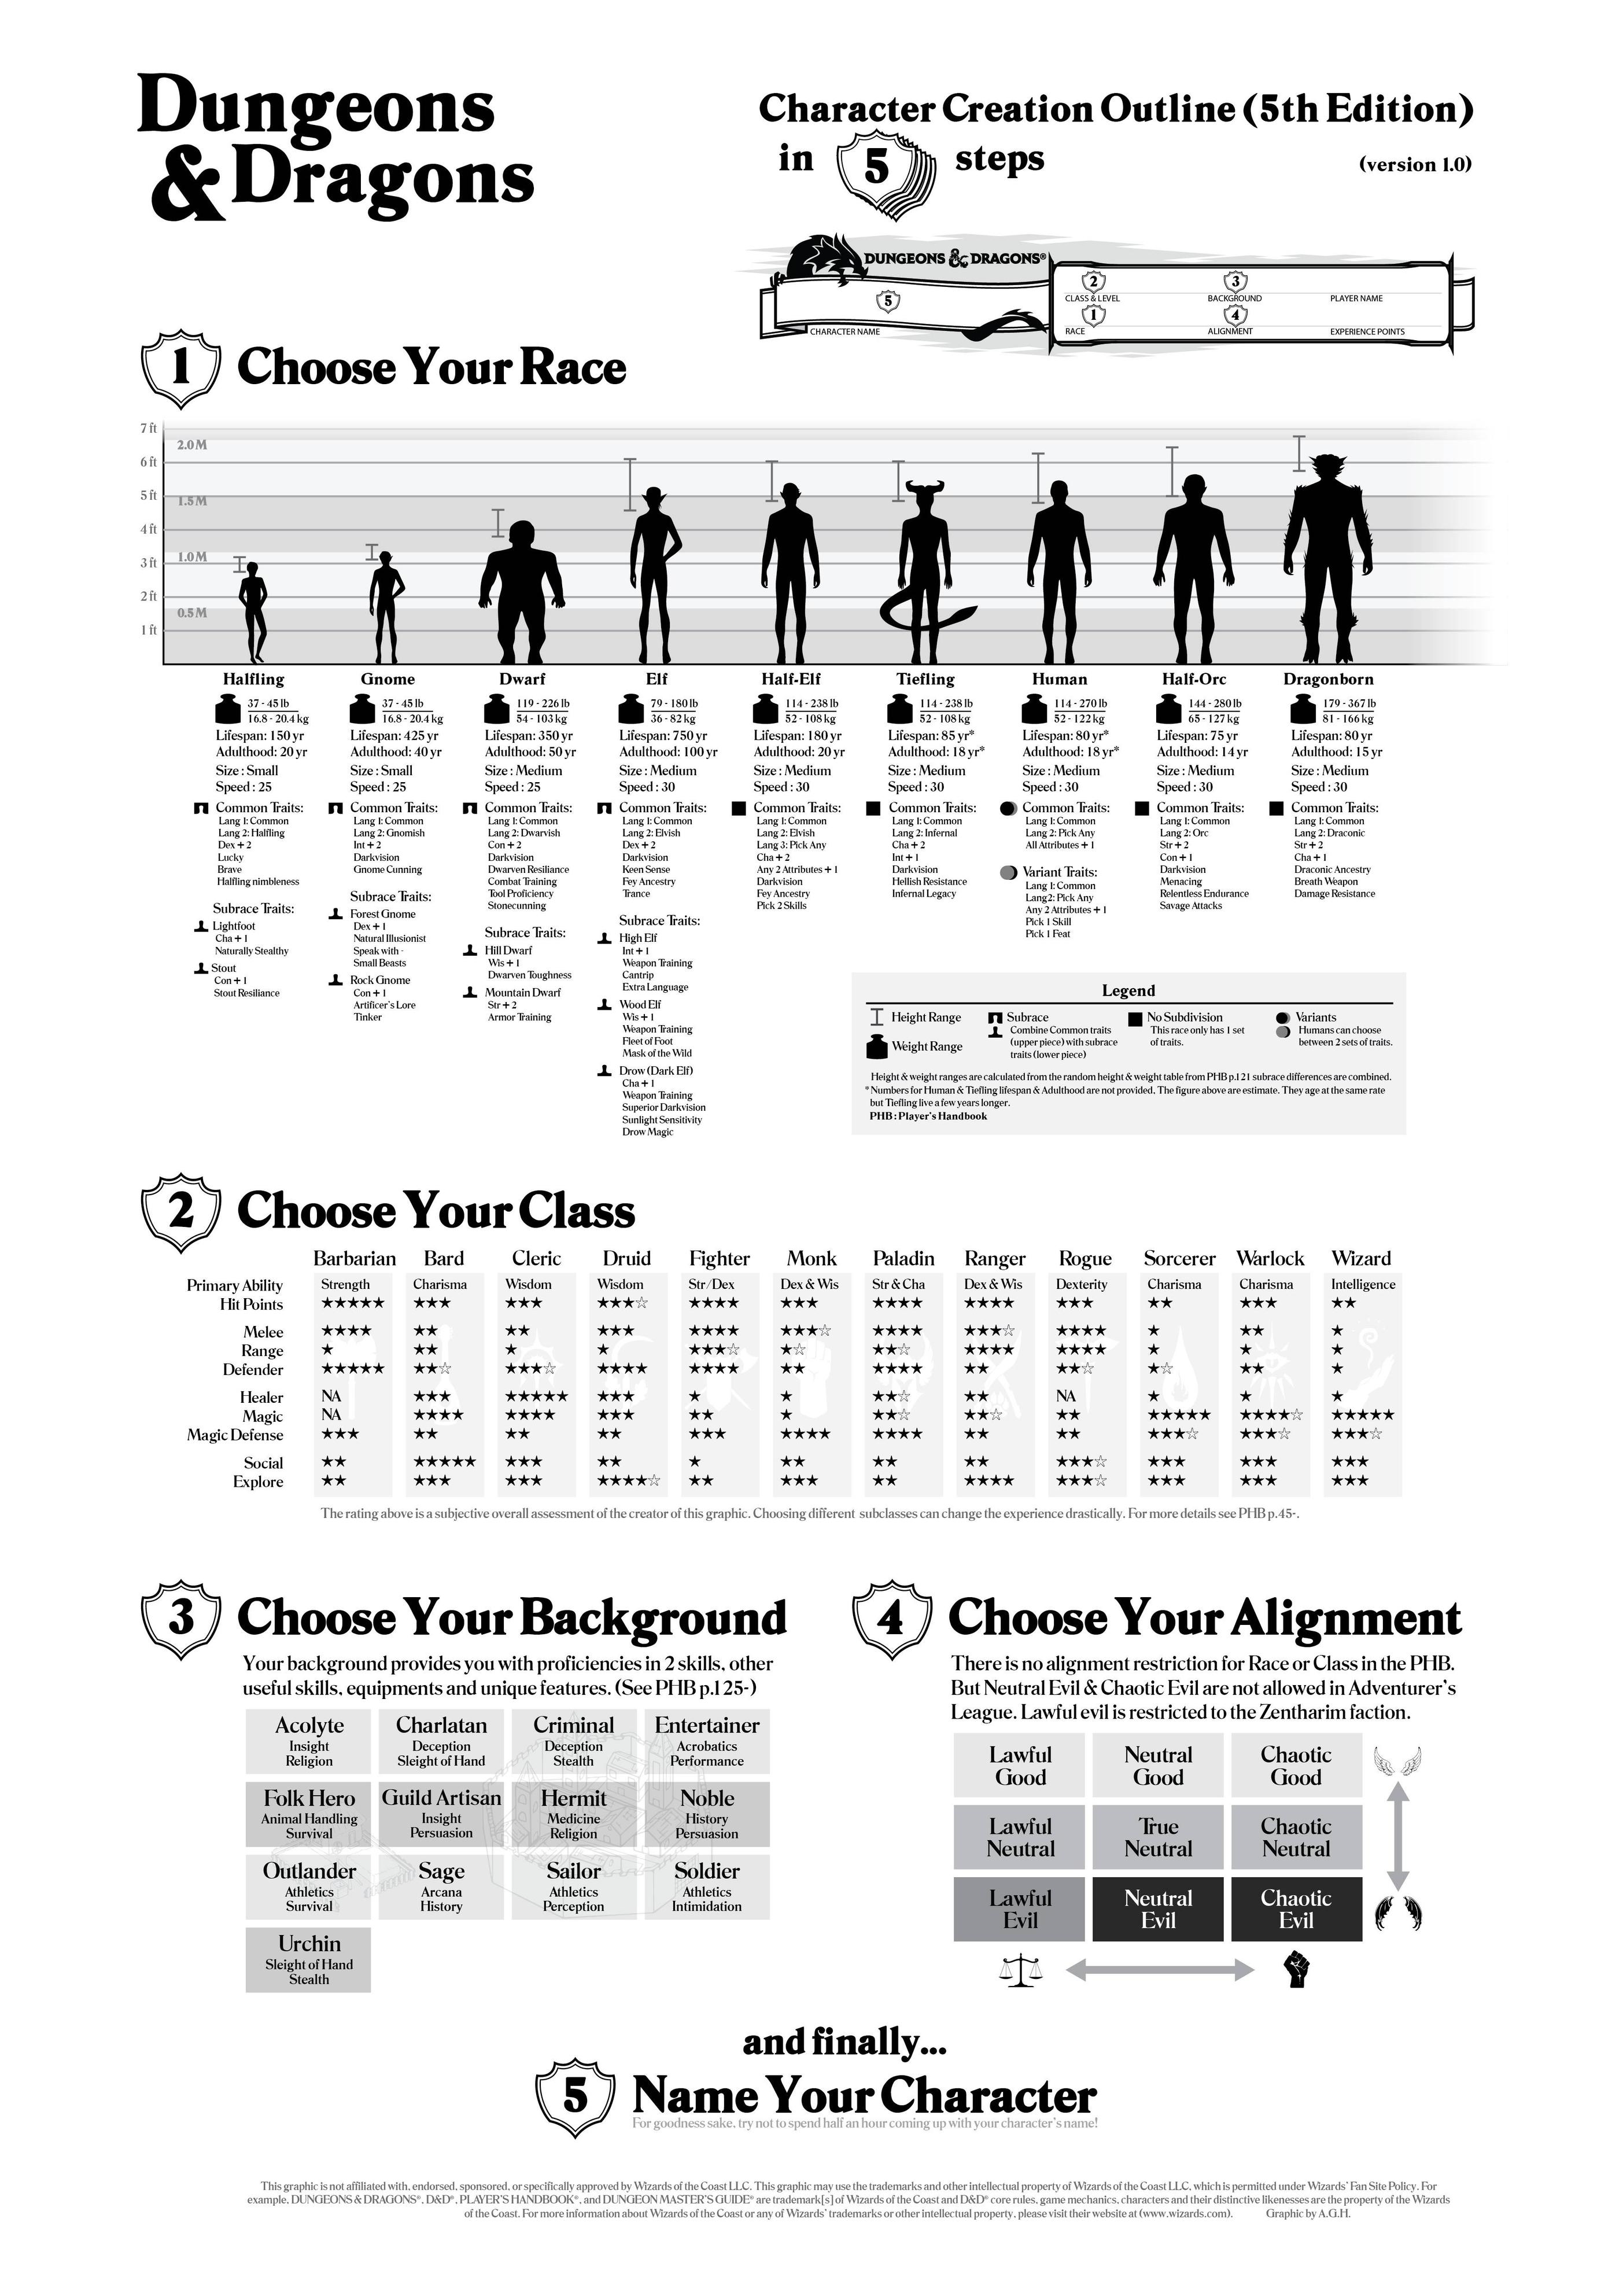 Dungeons
& Dragons
Character Creation Outline (5th Edition)
in 5 steps
(version 1.0)
DUNGEONS & DRAGONS®
5
CHARACTER NAME
2
3
CLASS & LEVEL
BACKGROUND
PLAYER NAME
1
4
RACE
ALIGNMENT
EXPERIENCE POINTS
1 Choose Your Race
7 ft
2.0 M
6 ft
5 ft
1.5 M
4 ft
1.0 M
3 ft
2 ft
0.5 M
1 ft
Halfling
37 - 45 lb
16.8 - 20.4 kg
Lifespan: 150 yr
Adulthood: 20 yr
Size : Small
Speed : 25
Common Traits:
Lang 1: Common
Lang 2: Halfling
Dex + 2
Lucky
Brave
Halfling nimbleness
Subrace Traits:
Lightfoot
Cha + 1
Naturally Stealthy
Stout
Con + 1
Stout Resiliance
Gnome
37 - 45 lb
16.8 - 20.4 kg
Lifespan: 425 yr
Adulthood: 40 yr
Size : Small
Speed : 25
Common Traits:
Lang 1: Common
Lang 2: Gnomish
Int + 2
Darkvision
Gnome Cunning
Subrace Traits:
Forest Gnome
Dex + 1
Natural Illusionist
Speak with -
Small Beasts
Rock Gnome
Con + 1
Artificer's Lore
Tinker
Dwarf
119 - 226 lb
54 - 103 kg
Lifespan: 350 yr
Adulthood: 50 yr
Size : Medium
Speed : 25
Common Traits:
Lang 1: Common
Lang 2: Dwarvish
Con + 2
Darkvision
Dwarven Resiliance
Combat Training
Tool Proficiency
Stonecunning
Subrace Traits:
Hill Dwarf
Wis + 1
Dwarven Toughness
Mountain Dwarf
Str + 2
Armor Training
Elf
79 - 180 lb
36 - 82 kg
Lifespan: 750 yr
Adulthood: 100 yr
Size : Medium
Speed : 30
Common Traits:
Lang 1: Common
Lang 2: Elvish
Dex + 2
Darkvision
Keen Sense
Fey Ancestry
Trance
Subrace Traits:
High Elf
Int + 1
Weapon Training
Cantrip
Extra Language
Wood Elf
Wis + 1
Weapon Training
Fleet of Foot
Mask of the Wild
Drow (Dark Elf)
Cha + 1
Weapon Training
Superior Darkvision
Sunlight Sensitivity
Drow Magic
Half-Elf
114 - 238 lb
52 - 108 kg
Lifespan: 180 yr
Adulthood: 20 yr
Size : Medium
Speed : 30
Common Traits:
Lang 1: Common
Lang 2: Elvish
Lang 3: Pick Any
Cha + 2
Any 2 Attributes + 1
Darkvision
Fey Ancestry
Pick 2 Skills
Tiefling
114 - 238 lb
52 - 108 kg
Lifespan: 85 yr*
Adulthood: 18 yr*
Size : Medium
Speed : 30
Common Traits:
Lang 1: Common
Lang 2: Infernal
Cha + 2
Int + 1
Darkvision
Hellish Resistance
Infernal Legacy
Human
114 - 270 lb
52 - 122 kg
Lifespan: 80 yr*
Adulthood: 18 yr*
Size : Medium
Speed : 30
Common Traits:
Lang 1: Common
Lang 2: Pick Any
All Attributes + 1
Variant Traits:
Lang 1: Common
Lang2: Pick Any
Any 2 Attributes + 1
Pick 1 Skill
Pick 1 Feat
Half-Orc
144 - 280 lb
65 - 127 kg
Lifespan: 75 yr
Adulthood: 14 yr
Size : Medium
Speed : 30
Common Traits:
Lang 1: Common
Lang 2: Orc
Str + 2
Con + 1
Darkvision
Menacing
Relentless Endurance
Savage Attacks
Dragonborn
179 - 367 lb
81 - 166 kg
Lifespan: 80 yr
Adulthood: 15 yr
Size : Medium
Speed : 30
Common Traits:
Lang 1: Common
Lang 2: Draconic
Str + 2
Cha + 1
Draconic Ancestry
Breath Weapon
Damage Resistance
Legend
Height Range
Weight Range
Subrace
Combine Common traits
(upper piece) with subrace
traits (lower piece)
No Subdivision
This race only has 1 set
of traits.
Variants
Humans can choose
between 2 sets of traits.
Height & weight ranges are calculated from the random height & weight table from PHB p.121 subrace differences are combined.
* Numbers for Human & Tiefling lifespan & Adulthood are not provided, The figure above are estimate. They age at the same rate
but Tiefling live a few years longer.
PHB : Player's Handbook
2 Choose Your Class
Barbarian Bard Cleric Druid Fighter Monk Paladin Ranger Rogue Sorcerer Warlock Wizard
Primary Ability Strength Charisma Wisdom Wisdom Str/Dex Dex & Wis Str & Cha Dex & Wis Dexterity Charisma Charisma Intelligence
Hit Points ★★★★★ ★★★ ★★★ ★★★☆ ★★★★ ★★★ ★★★★ ★★★★ ★★★ ★★ ★★★ ★★
Melee ★★★★ ★★ ★★ ★★★ ★★★★ ★★★☆ ★★★★ ★★★☆ ★★★★ ★ ★★ ★
Range ★ ★★ ★ ★ ★★★☆ ★☆ ★★☆ ★★★★ ★★★★ ★ ★ ★
Defender ★★★★★ ★★☆ ★★★☆ ★★★★ ★★★★ ★★ ★★★★ ★★ ★★☆ ★☆ ★★ ★
Healer NA ★★★ ★★★★★ ★★★ ★ ★ ★★☆ ★★ NA ★ ★ ★
Magic NA ★★★★ ★★★★ ★★★ ★★ ★ ★★☆ ★★☆ ★★ ★★★★★ ★★★★☆ ★★★★★
Magic Defense ★★★ ★★ ★★ ★★ ★★★ ★★★★ ★★★★ ★★ ★★ ★★★☆ ★★★☆ ★★★☆
Social ★★ ★★★★★ ★★★ ★★ ★ ★★ ★★ ★★ ★★★☆ ★★★ ★★★ ★★★
Explore ★★ ★★★ ★★★ ★★★★☆ ★★ ★★★ ★★ ★★★★ ★★★☆ ★★★ ★★★ ★★★
The rating above is a subjective overall assessment of the creator of this graphic. Choosing different subclasses can change the experience drastically. For more details see PHB p.45-.
3 Choose Your Background
Your background provides you with proficiencies in 2 skills, other
useful skills, equipments and unique features. (See PHB p.125-)
Acolyte
Insight
Religion
Charlatan
Deception
Sleight of Hand
Criminal
Deception
Stealth
Entertainer
Acrobatics
Performance
Folk Hero
Animal Handling
Survival
Guild Artisan
Insight
Persuasion
Hermit
Medicine
Religion
Noble
History
Persuasion
Outlander
Athletics
Survival
Sage
Arcana
History
Sailor
Athletics
Perception
Soldier
Athletics
Intimidation
Urchin
Sleight of Hand
Stealth
4 Choose Your Alignment
There is no alignment restriction for Race or Class in the PHB.
But Neutral Evil & Chaotic Evil are not allowed in Adventurer's
League. Lawful evil is restricted to the Zentharim faction.
Lawful
Good
Neutral
Good
Chaotic
Good
Lawful
Neutral
True
Neutral
Chaotic
Neutral
Lawful
Evil
Neutral
Evil
Chaotic
Evil
and finally...
5 Name Your Character
For goodness sake, try not to spend half an hour coming up with your character's name!
This graphic is not affiliated with, endorsed, sponsored, or specifically approved by Wizards of the Coast LLC. This graphic may use the trademarks and other intellectual property of Wizards of the Coast LLC, which is permitted under Wizards' Fan Site Policy. For
example, DUNGEONS & DRAGONS®, D&D®, PLAYER'S HANDBOOK®, and DUNGEON MASTER'S GUIDE® are trademark[s] of Wizards of the Coast and D&D® core rules, game mechanics, characters and their distinctive likenesses are the property of the Wizards
of the Coast. For more information about Wizards of the Coast or any of Wizards' trademarks or other intellectual property, please visit their website at (www.wizards.com). Graphic by A.G.H.